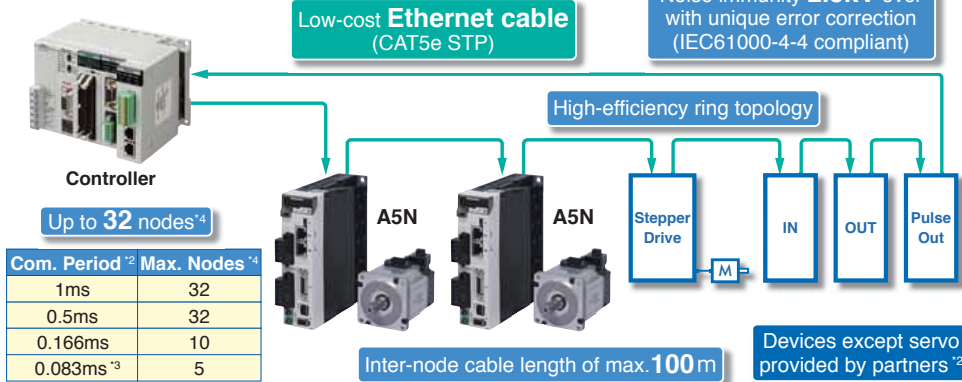 Low-cost Ethernet cable
(CAT5e STP)
with unique error correction
(IEC61000-4-4 compliant)
High-efficiency ring topology
Controller
Up to 32 nodes*4
A5N
A5N
Stepper
Drive
M
IN
OUT
Pulse
Out
Com. Period *2 Max. Nodes *4
1ms 32
0.5ms 32
0.166ms 10
0.083ms *3 5
Inter-node cable length of max.100m
Devices except servo
provided by partners *2